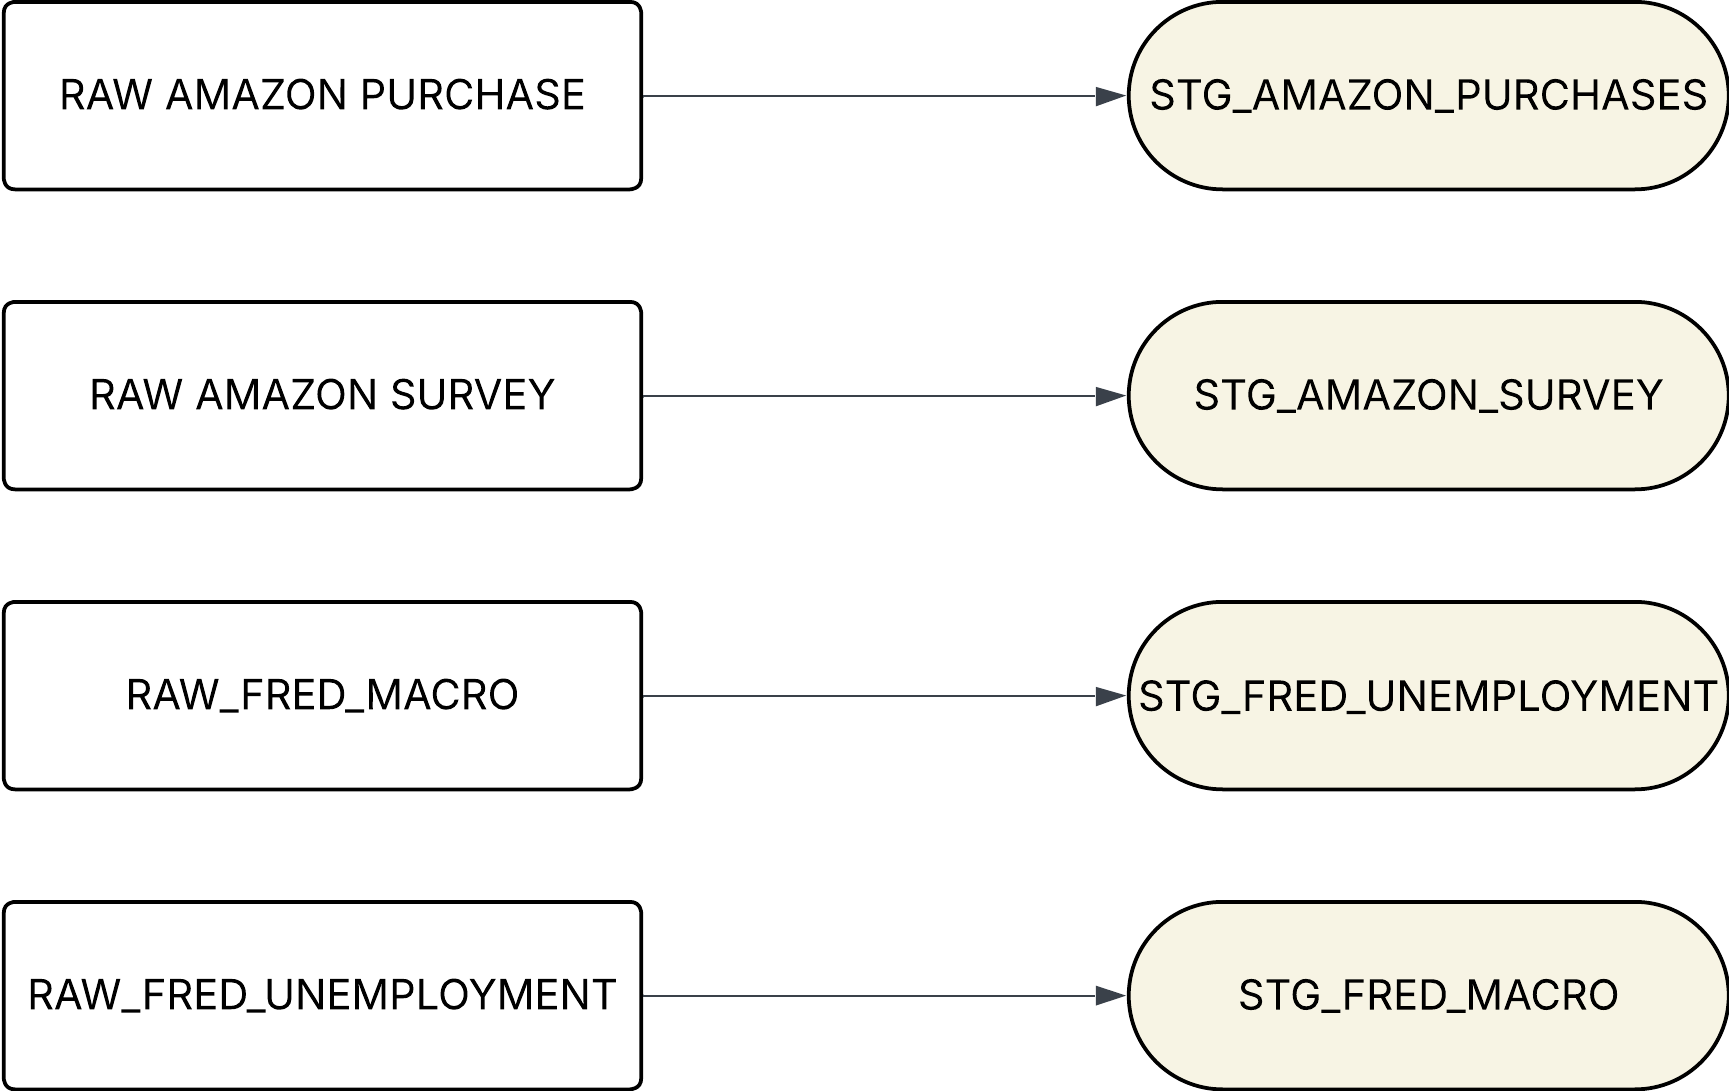 RAW AMAZON PURCHASE
STG_AMAZON_PURCHASES
RAW AMAZON SURVEY
STG_AMAZON_SURVEY
RAW_FRED_MACRO
STG_FRED_UNEMPLOYMENT
RAW_FRED_UNEMPLOYMENT
STG_FRED_MACRO